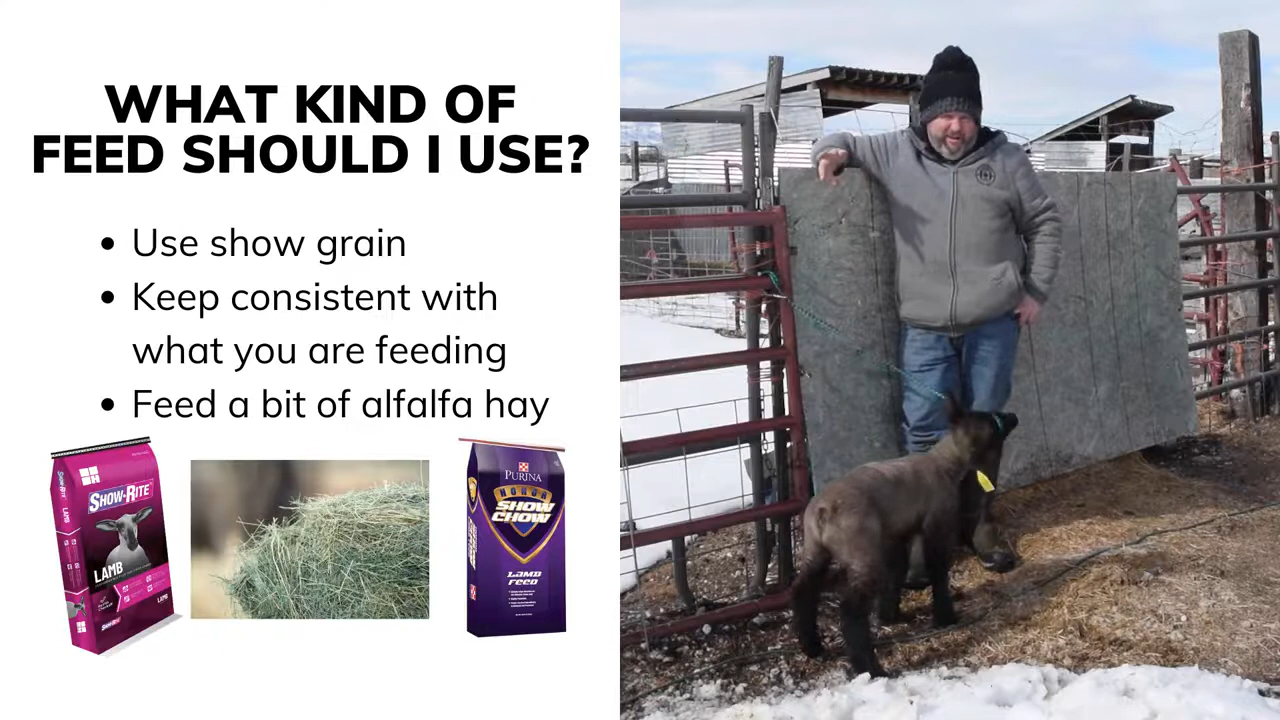 WHAT KIND OF
FEED SHOULD I USE?
• Use show grain
• Keep consistent with
what you are feeding
• Feed a bit of alfalfa hay
SHOW-RITE
LAMB
LAMB
PURINA
HONOR
SHOW
CHOW
LAMB
FEED